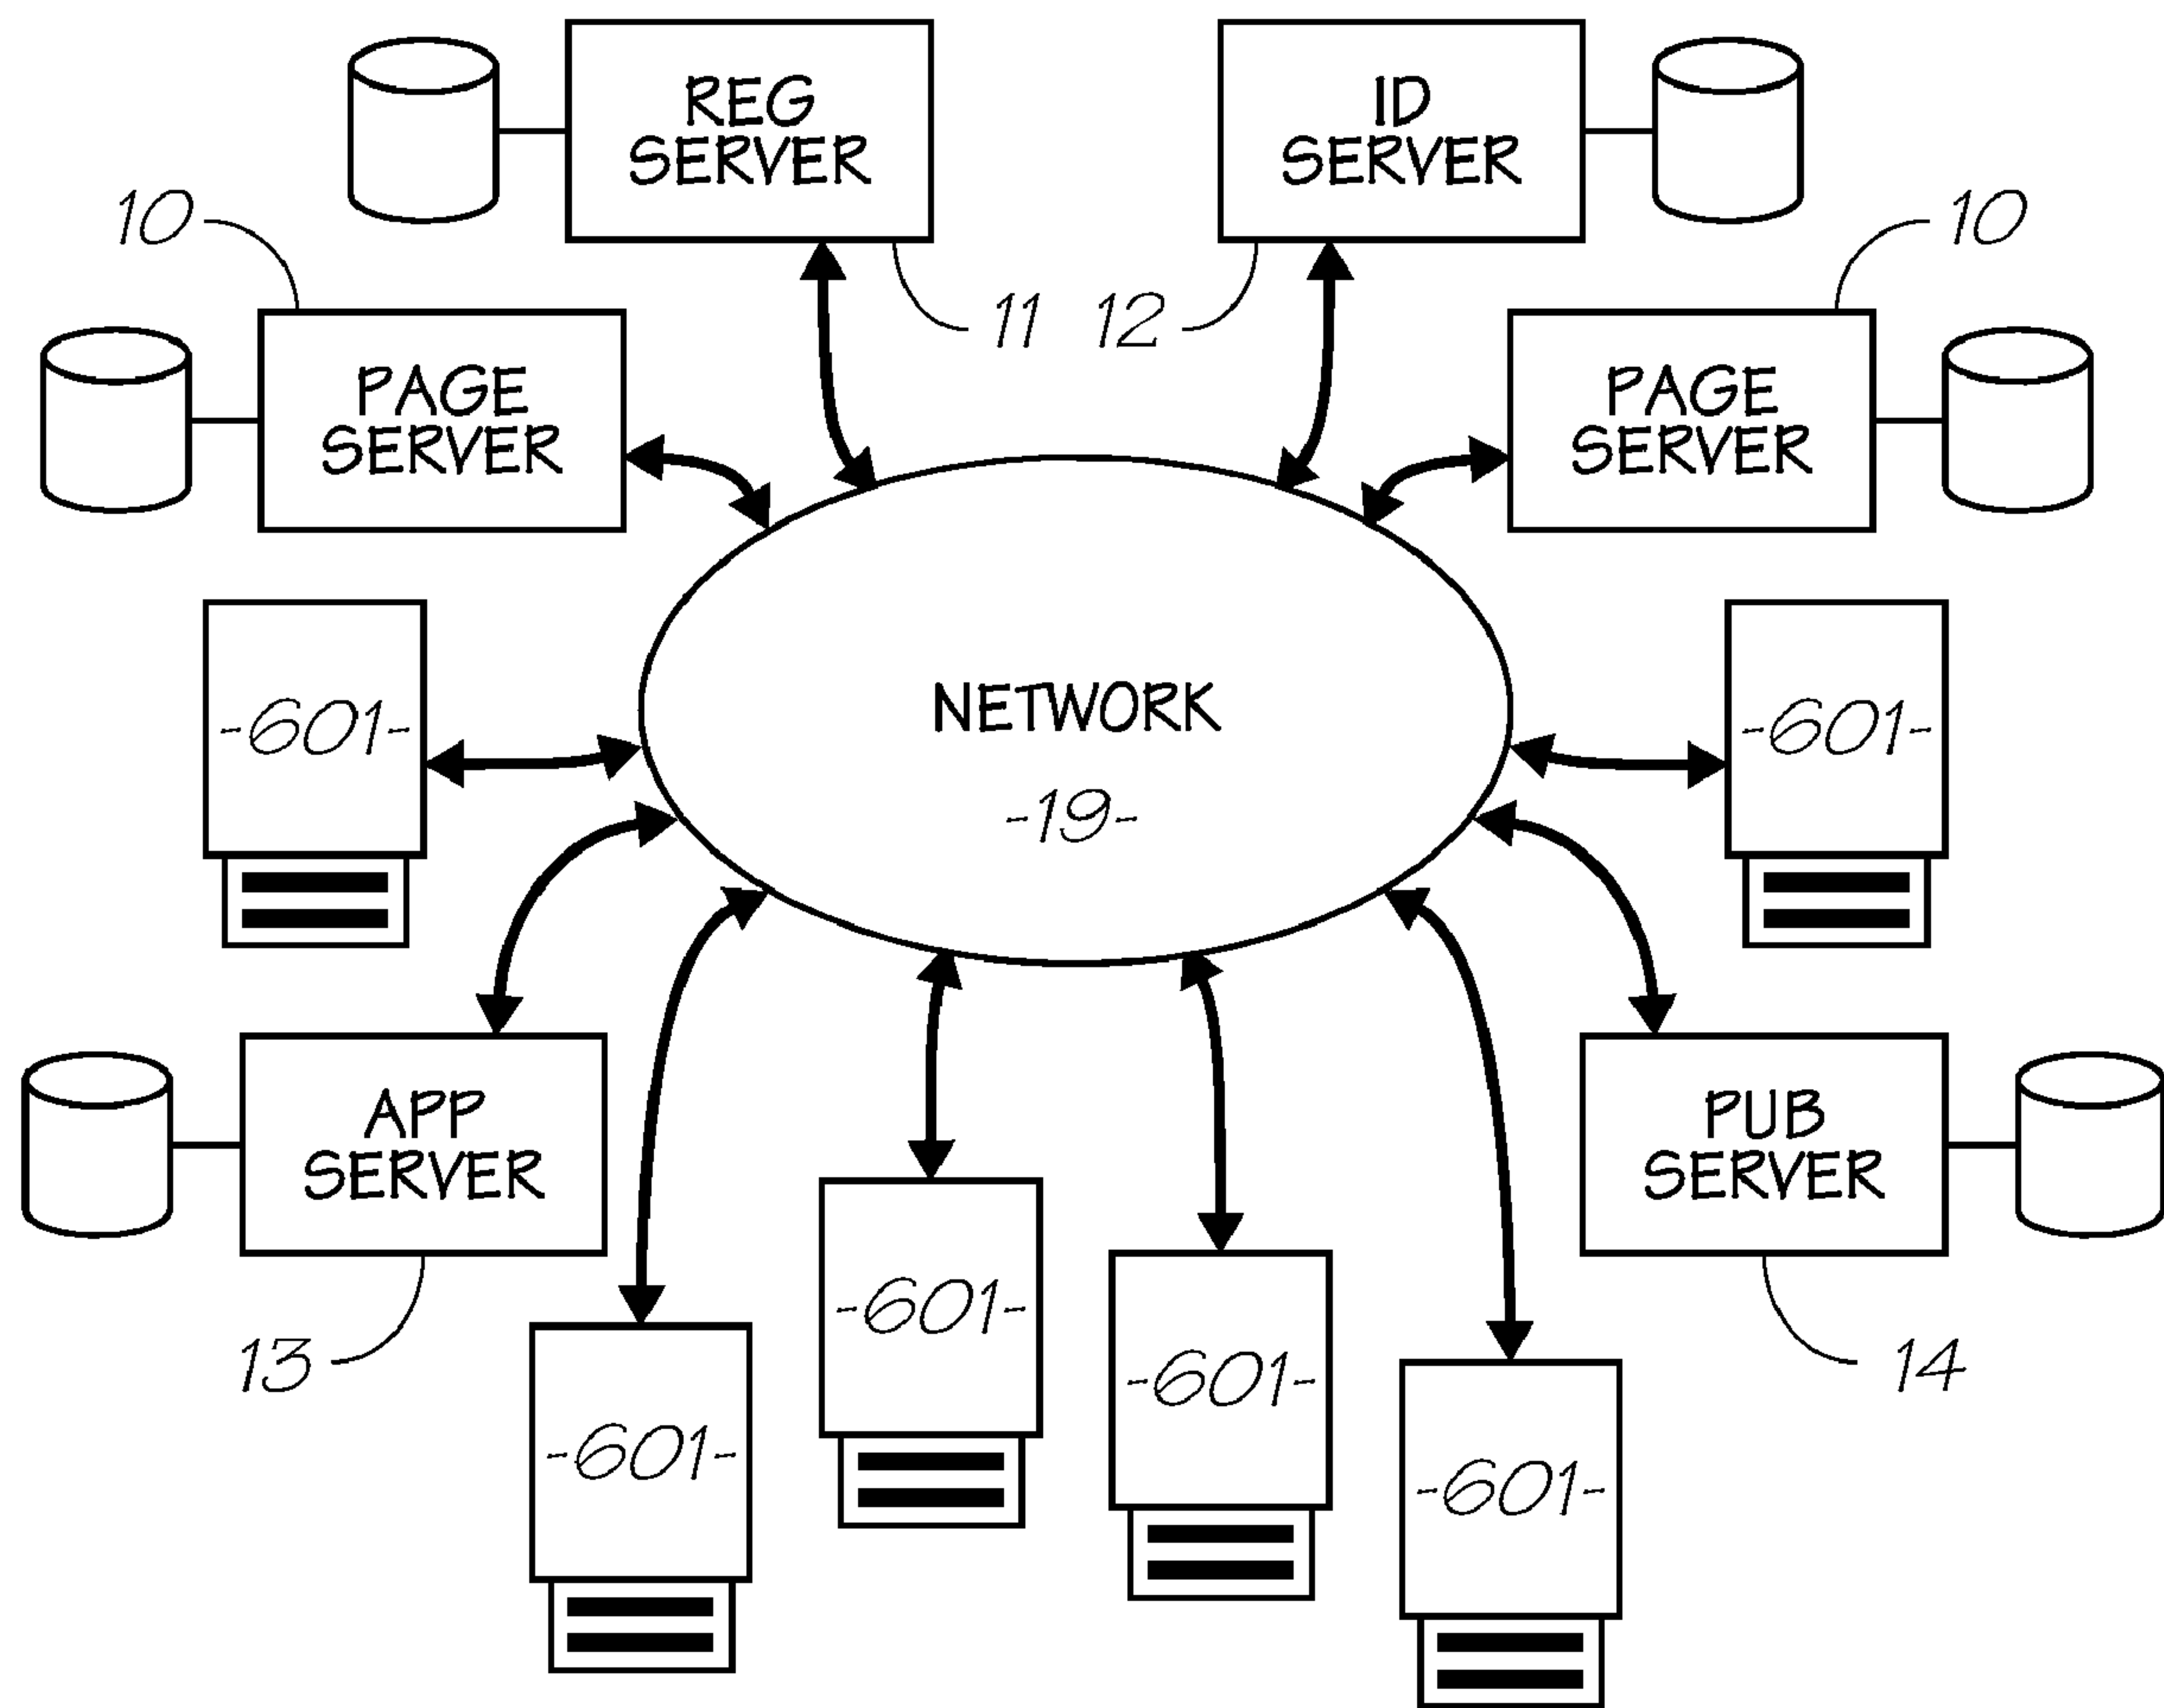 REG
SERVER
ID
SERVER
10
10
11
12
PAGE
SERVER
PAGE
SERVER
-601-
NETWORK
-19-
-601-
APP
SERVER
PUB
SERVER
13
14
-601-
-601-
-601-
-601-